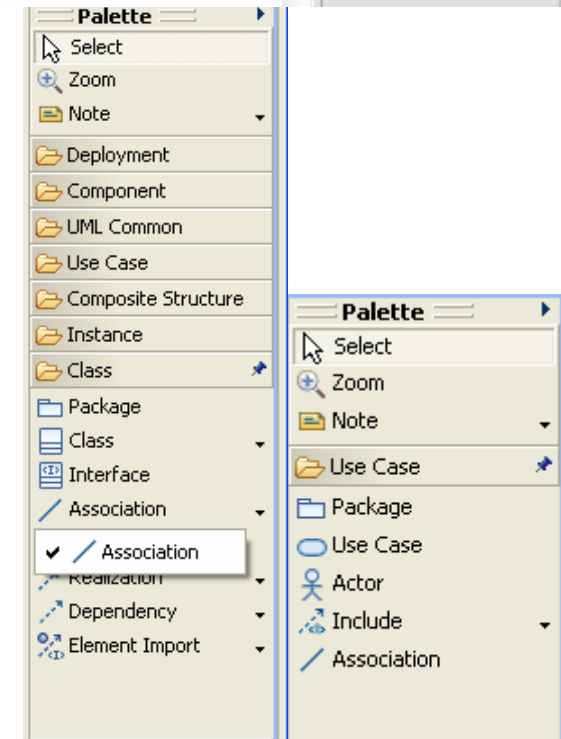 Palette
Select
Zoom
Note
Deployment
Component
UML Common
Use Case
Composite Structure
Instance
Class
Package
Class
Interface
Association
Association
Realization
Dependency
Element Import
Palette
Select
Zoom
Note
Use Case
Package
Use Case
Actor
Include
Association